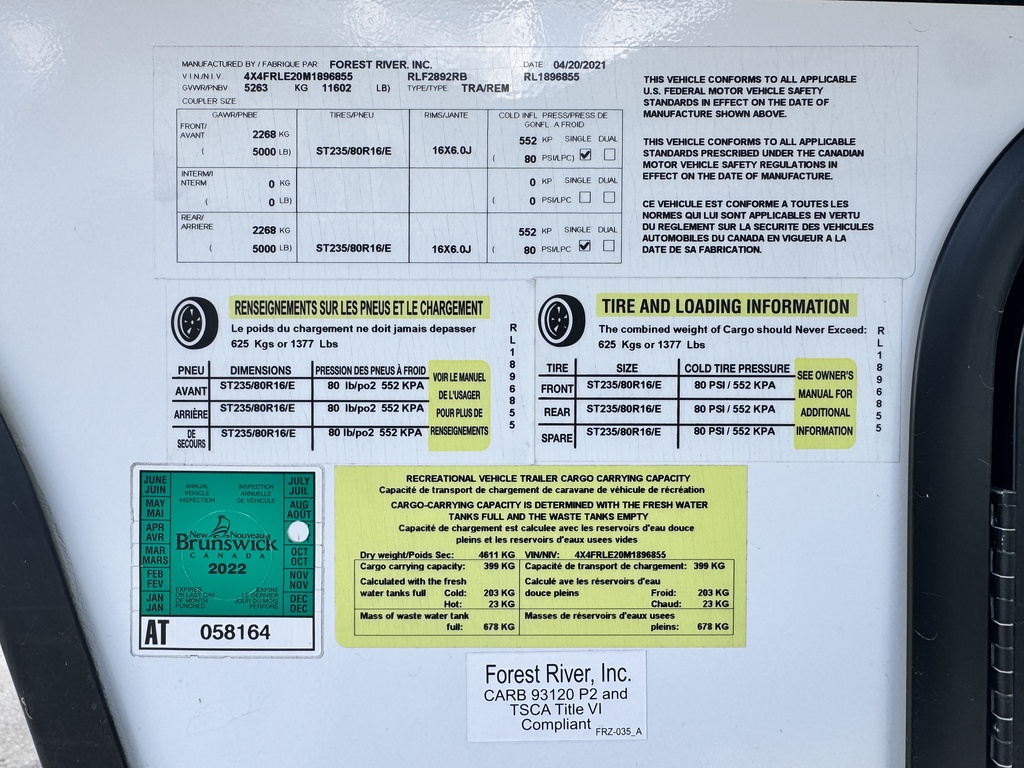 MANUFACTURED BY / FABRIQUE PAR FOREST RIVER, INC. DATE 04/20/2021
V I N / N.I.V. 4X4FRLE20M1896855 RLF2892RB RL1896855
GVWR/PNBV 5263 KG 11602 LB) TYPE/TYPE TRA/REM
COUPLER SIZE
GAWR/PNBE TIRES/PNEU RIMS/JANTE COLD INFL PRESS/PRESS DE GONFL A FROID
FRONT/ AVANT 2268 KG 552 KP SINGLE DUAL
( 5000 LB) ST235/80R16/E 16X6.0J ( 80 PSI/LPC)
INTERM/I NTERM 0 KG 0 KP SINGLE DUAL
( 0 LB) ( 0 PSI/LPC
REAR/ ARRIERE 2268 KG 552 KP SINGLE DUAL
( 5000 LB) ST235/80R16/E 16X6.0J ( 80 PSI/LPC
THIS VEHICLE CONFORMS TO ALL APPLICABLE
U.S. FEDERAL MOTOR VEHICLE SAFETY
STANDARDS IN EFFECT ON THE DATE OF
MANUFACTURE SHOWN ABOVE.
THIS VEHICLE CONFORMS TO ALL APPLICABLE
STANDARDS PRESCRIBED UNDER THE CANADIAN
MOTOR VEHICLE SAFETY REGULATIONS IN
EFFECT ON THE DATE OF MANUFACTURE.
CE VEHICULE EST CONFORME A TOUTES LES
NORMES QUI LUI SONT APPLICABLES EN VERTU
DU REGLEMENT SUR LA SECURITE DES VEHICULES
AUTOMOBILES DU CANADA EN VIGUEUR A LA
DATE DE SA FABRICATION.
RENSEIGNEMENTS SUR LES PNEUS ET LE CHARGEMENT
Le poids du chargement ne doit jamais depasser
625 Kgs or 1377 Lbs
PNEU DIMENSIONS PRESSION DES PNEUS À FROID
AVANT ST235/80R16/E 80 lb/po2 552 KPA
ARRIÈRE ST235/80R16/E 80 lb/po2 552 KPA
DE SECOURS ST235/80R16/E 80 lb/po2 552 KPA
VOIR LE MANUEL
DE L'USAGER
POUR PLUS DE
RENSEIGNEMENTS
RL1896855
TIRE AND LOADING INFORMATION
The combined weight of Cargo should Never Exceed:
625 Kgs or 1377 Lbs
TIRE SIZE COLD TIRE PRESSURE
FRONT ST235/80R16/E 80 PSI / 552 KPA
REAR ST235/80R16/E 80 PSI / 552 KPA
SPARE ST235/80R16/E 80 PSI / 552 KPA
SEE OWNER'S
MANUAL FOR
ADDITIONAL
INFORMATION
RL1896855
JUNE JUIN
MAY MAI
APR AVR
MAR MARS
FEB FEV
JAN JAN
ANNUAL VEHICLE INSPECTION
INSPECTION ANNUELLE DE VÉHICULE
New Nouveau
Brunswick
CANADA
2022
EXPIRES ON LAST DAY OF MONTH PUNCHED
EXPIRE LE DERNIER JOUR DU MOIS PERFORÉ
JULY JUIL
AUG AOÛT
OCT OCT
NOV NOV
DEC DEC
AT 058164
RECREATIONAL VEHICLE TRAILER CARGO CARRYING CAPACITY
Capacité de transport de chargement de caravane de véhicule de récréation
CARGO-CARRYING CAPACITY IS DETERMINED WITH THE FRESH WATER
TANKS FULL AND THE WASTE TANKS EMPTY
Capacité de chargement est calculee avec les reservoirs d'eau douce
pleins et les reservoirs d'eaux usees vides
Dry weight/Poids Sec: 4611 KG VIN/NIV: 4X4FRLE20M1896855
Cargo carrying capacity: 399 KG Capacité de transport de chargement: 399 KG
Calculated with the fresh Calculé ave les réservoirs d'eau
water tanks full Cold: 203 KG douce pleins Froid: 203 KG
Hot: 23 KG Chaud: 23 KG
Mass of waste water tank Masses de réservoirs d'eaux usees
full: 678 KG pleins: 678 KG
Forest River, Inc.
CARB 93120 P2 and
TSCA Title VI
Compliant
FRZ-035_A